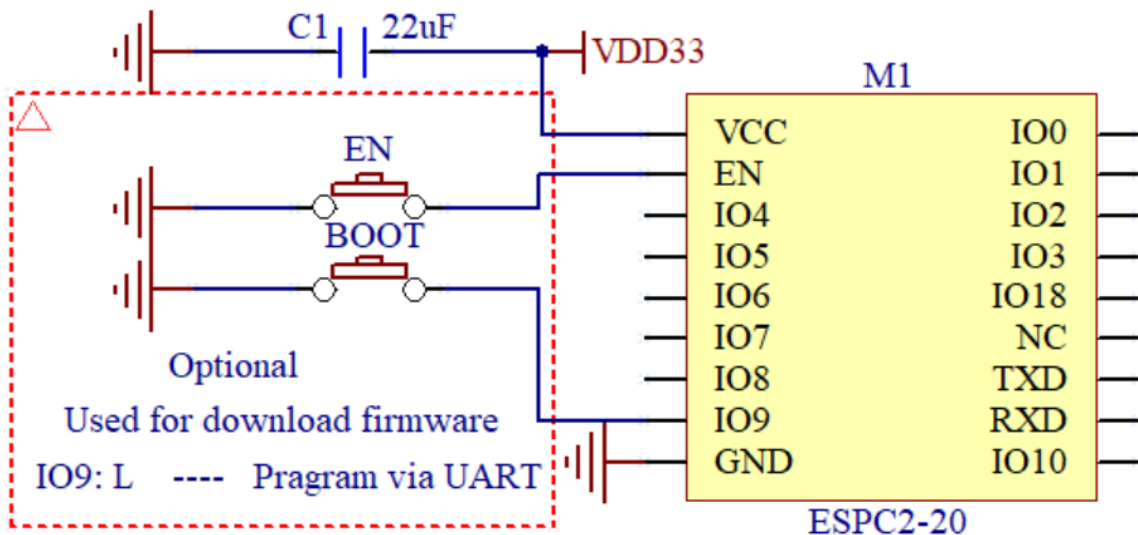 C1 22uF
VDD33
M1
EN
BOOT
Optional
Used for download firmware
IO9: L ---- Pragram via UART
VCC IO0
EN IO1
IO4 IO2
IO5 IO3
IO6 IO18
IO7 NC
IO8 TXD
IO9 RXD
GND IO10
ESPC2-20